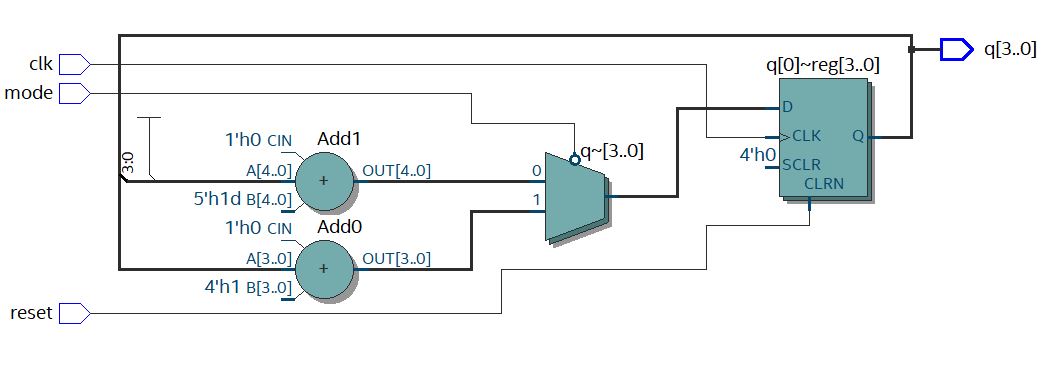 q[3..0]
clk
q[0]~reg[3..0]
mode
D
1'h0 CIN
Add1
q~[3..0]
CLK
Q
3:0
4'h0
SCLR
A[4..0]
+
OUT[4..0]
0
CLRN
5'h1d B[4..0]
1
1'h0 CIN
Add0
A[3..0]
+
OUT[3..0]
4'h1 B[3..0]
reset